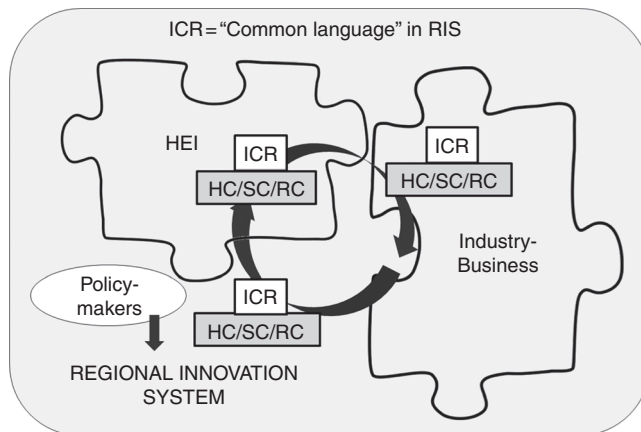 ICR = “Common language” in RIS
HEI
ICR
HC/SC/RC
ICR
HC/SC/RC
Industry-
Business
Policy-
makers
ICR
HC/SC/RC
REGIONAL INNOVATION
SYSTEM